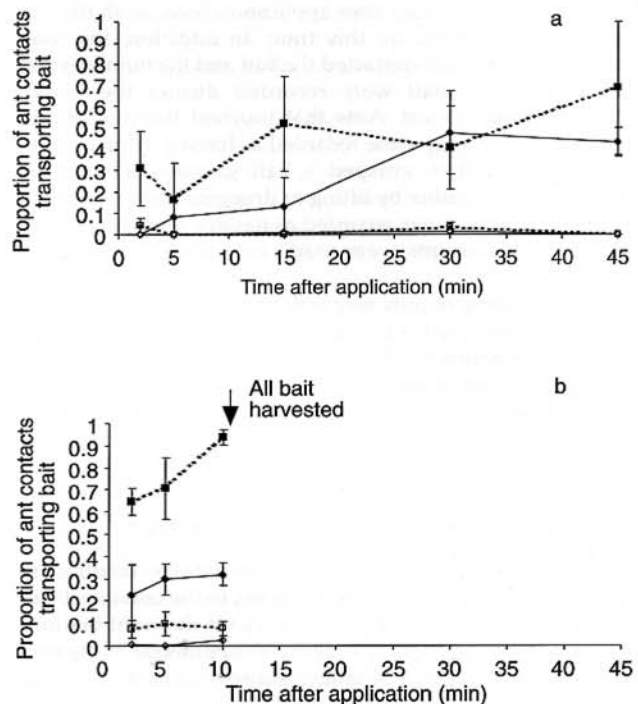 a
Proportion of ant contacts
transporting bait
1
0.9
0.8
0.7
0.6
0.5
0.4
0.3
0.2
0.1
0
0 5 10 15 20 25 30 35 40 45
Time after application (min)
b
All bait
harvested
Proportion of ant contacts
transporting bait
1
0.9
0.8
0.7
0.6
0.5
0.4
0.3
0.2
0.1
0
0 5 10 15 20 25 30 35 40 45
Time after application (min)